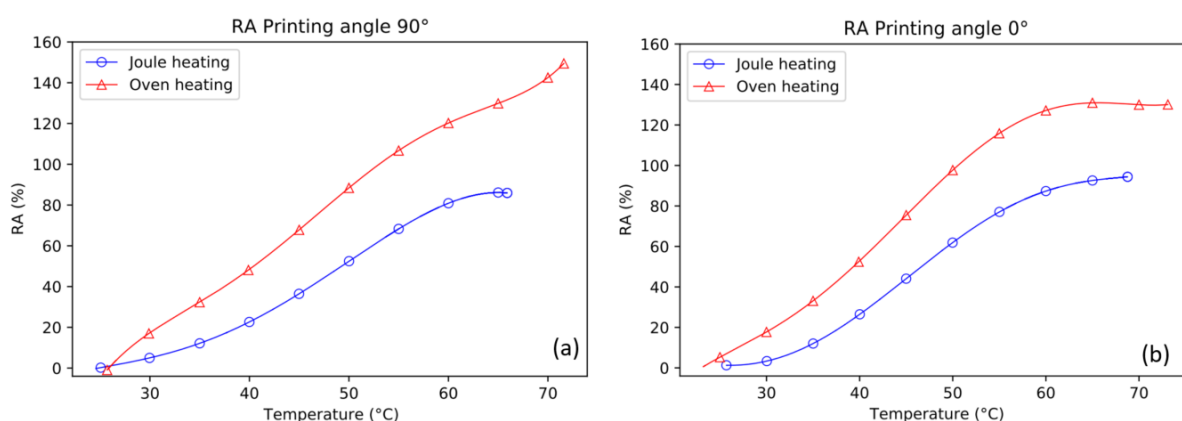 RA Printing angle 90°
160
140
120
100
80
60
40
20
0
RA (%)
Joule heating
Oven heating
(a)
30 40 50 60 70
Temperature (°C)
RA Printing angle 0°
160
140
120
100
80
60
40
20
0
RA (%)
Joule heating
Oven heating
(b)
30 40 50 60 70
Temperature (°C)